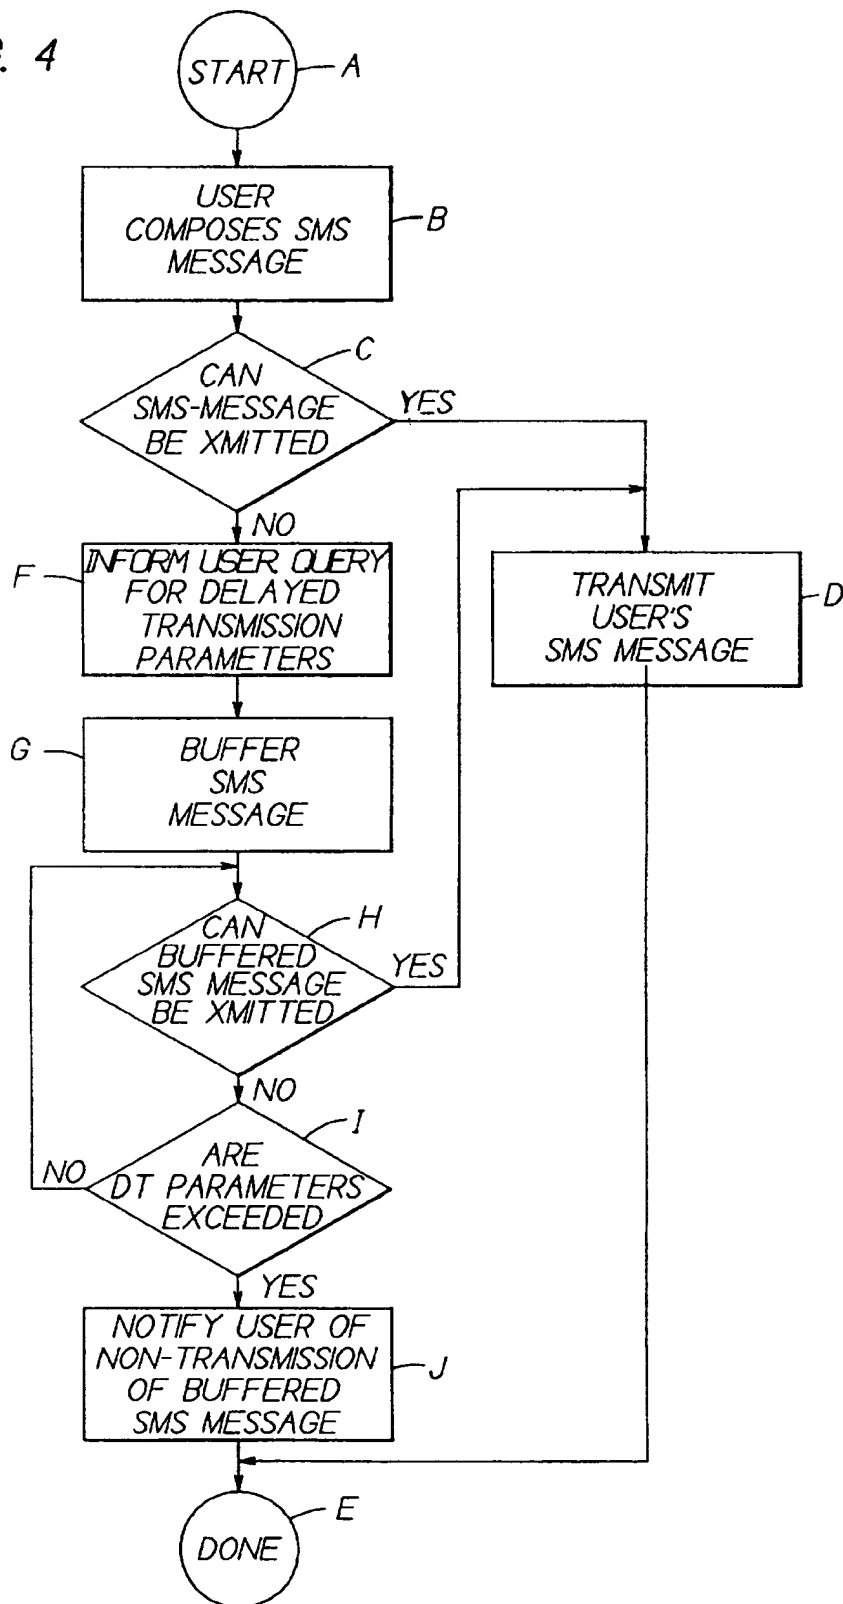 . 4
START
A
USER
COMPOSES SMS
MESSAGE
B
C
CAN
SMS-MESSAGE
BE XMITTED
YES
NO
F
INFORM USER QUERY
FOR DELAYED
TRANSMISSION
PARAMETERS
TRANSMIT
USER'S
SMS MESSAGE
D
G
BUFFER
SMS
MESSAGE
H
CAN
BUFFERED
SMS MESSAGE
BE XMITTED
YES
NO
I
ARE
DT PARAMETERS
EXCEEDED
NO
YES
NOTIFY USER OF
NON-TRANSMISSION
OF BUFFERED
SMS MESSAGE
J
E
DONE